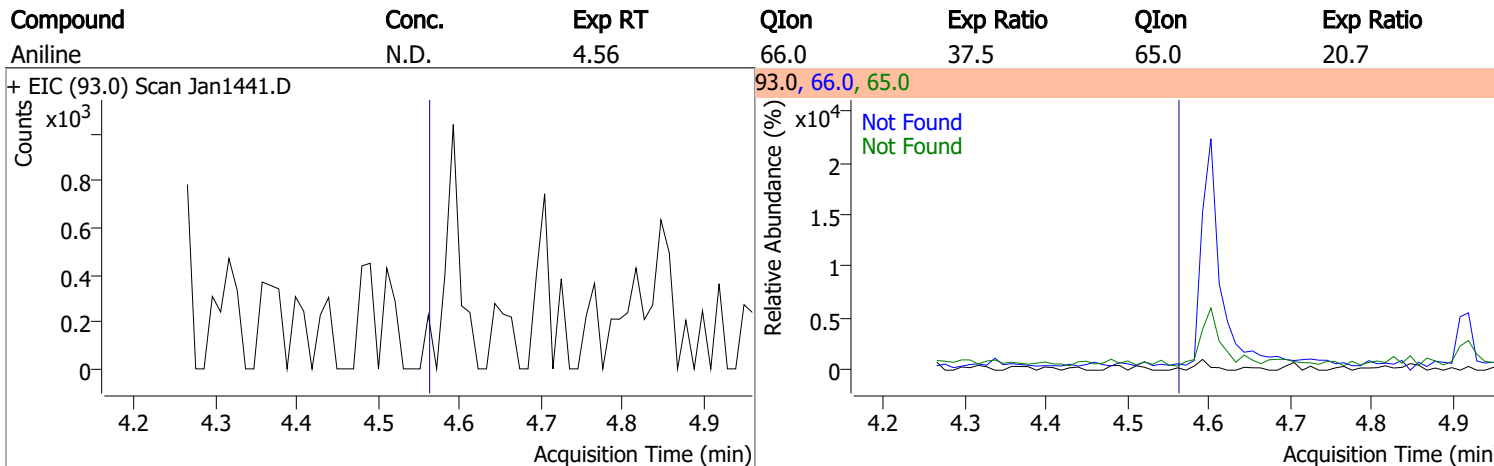 Compound Conc. Exp RT QIon Exp Ratio QIon Exp Ratio
Aniline N.D. 4.56 66.0 37.5 65.0 20.7
+ EIC (93.0) Scan Jan1441.D
Counts
x10³
0.8
0.6
0.4
0.2
0
4.2 4.3 4.4 4.5 4.6 4.7 4.8 4.9
Acquisition Time (min)
93.0, 66.0, 65.0
Relative Abundance (%)
x10⁴
Not Found
Not Found
2
1.5
1
0.5
0
4.2 4.3 4.4 4.5 4.6 4.7 4.8 4.9
Acquisition Time (min